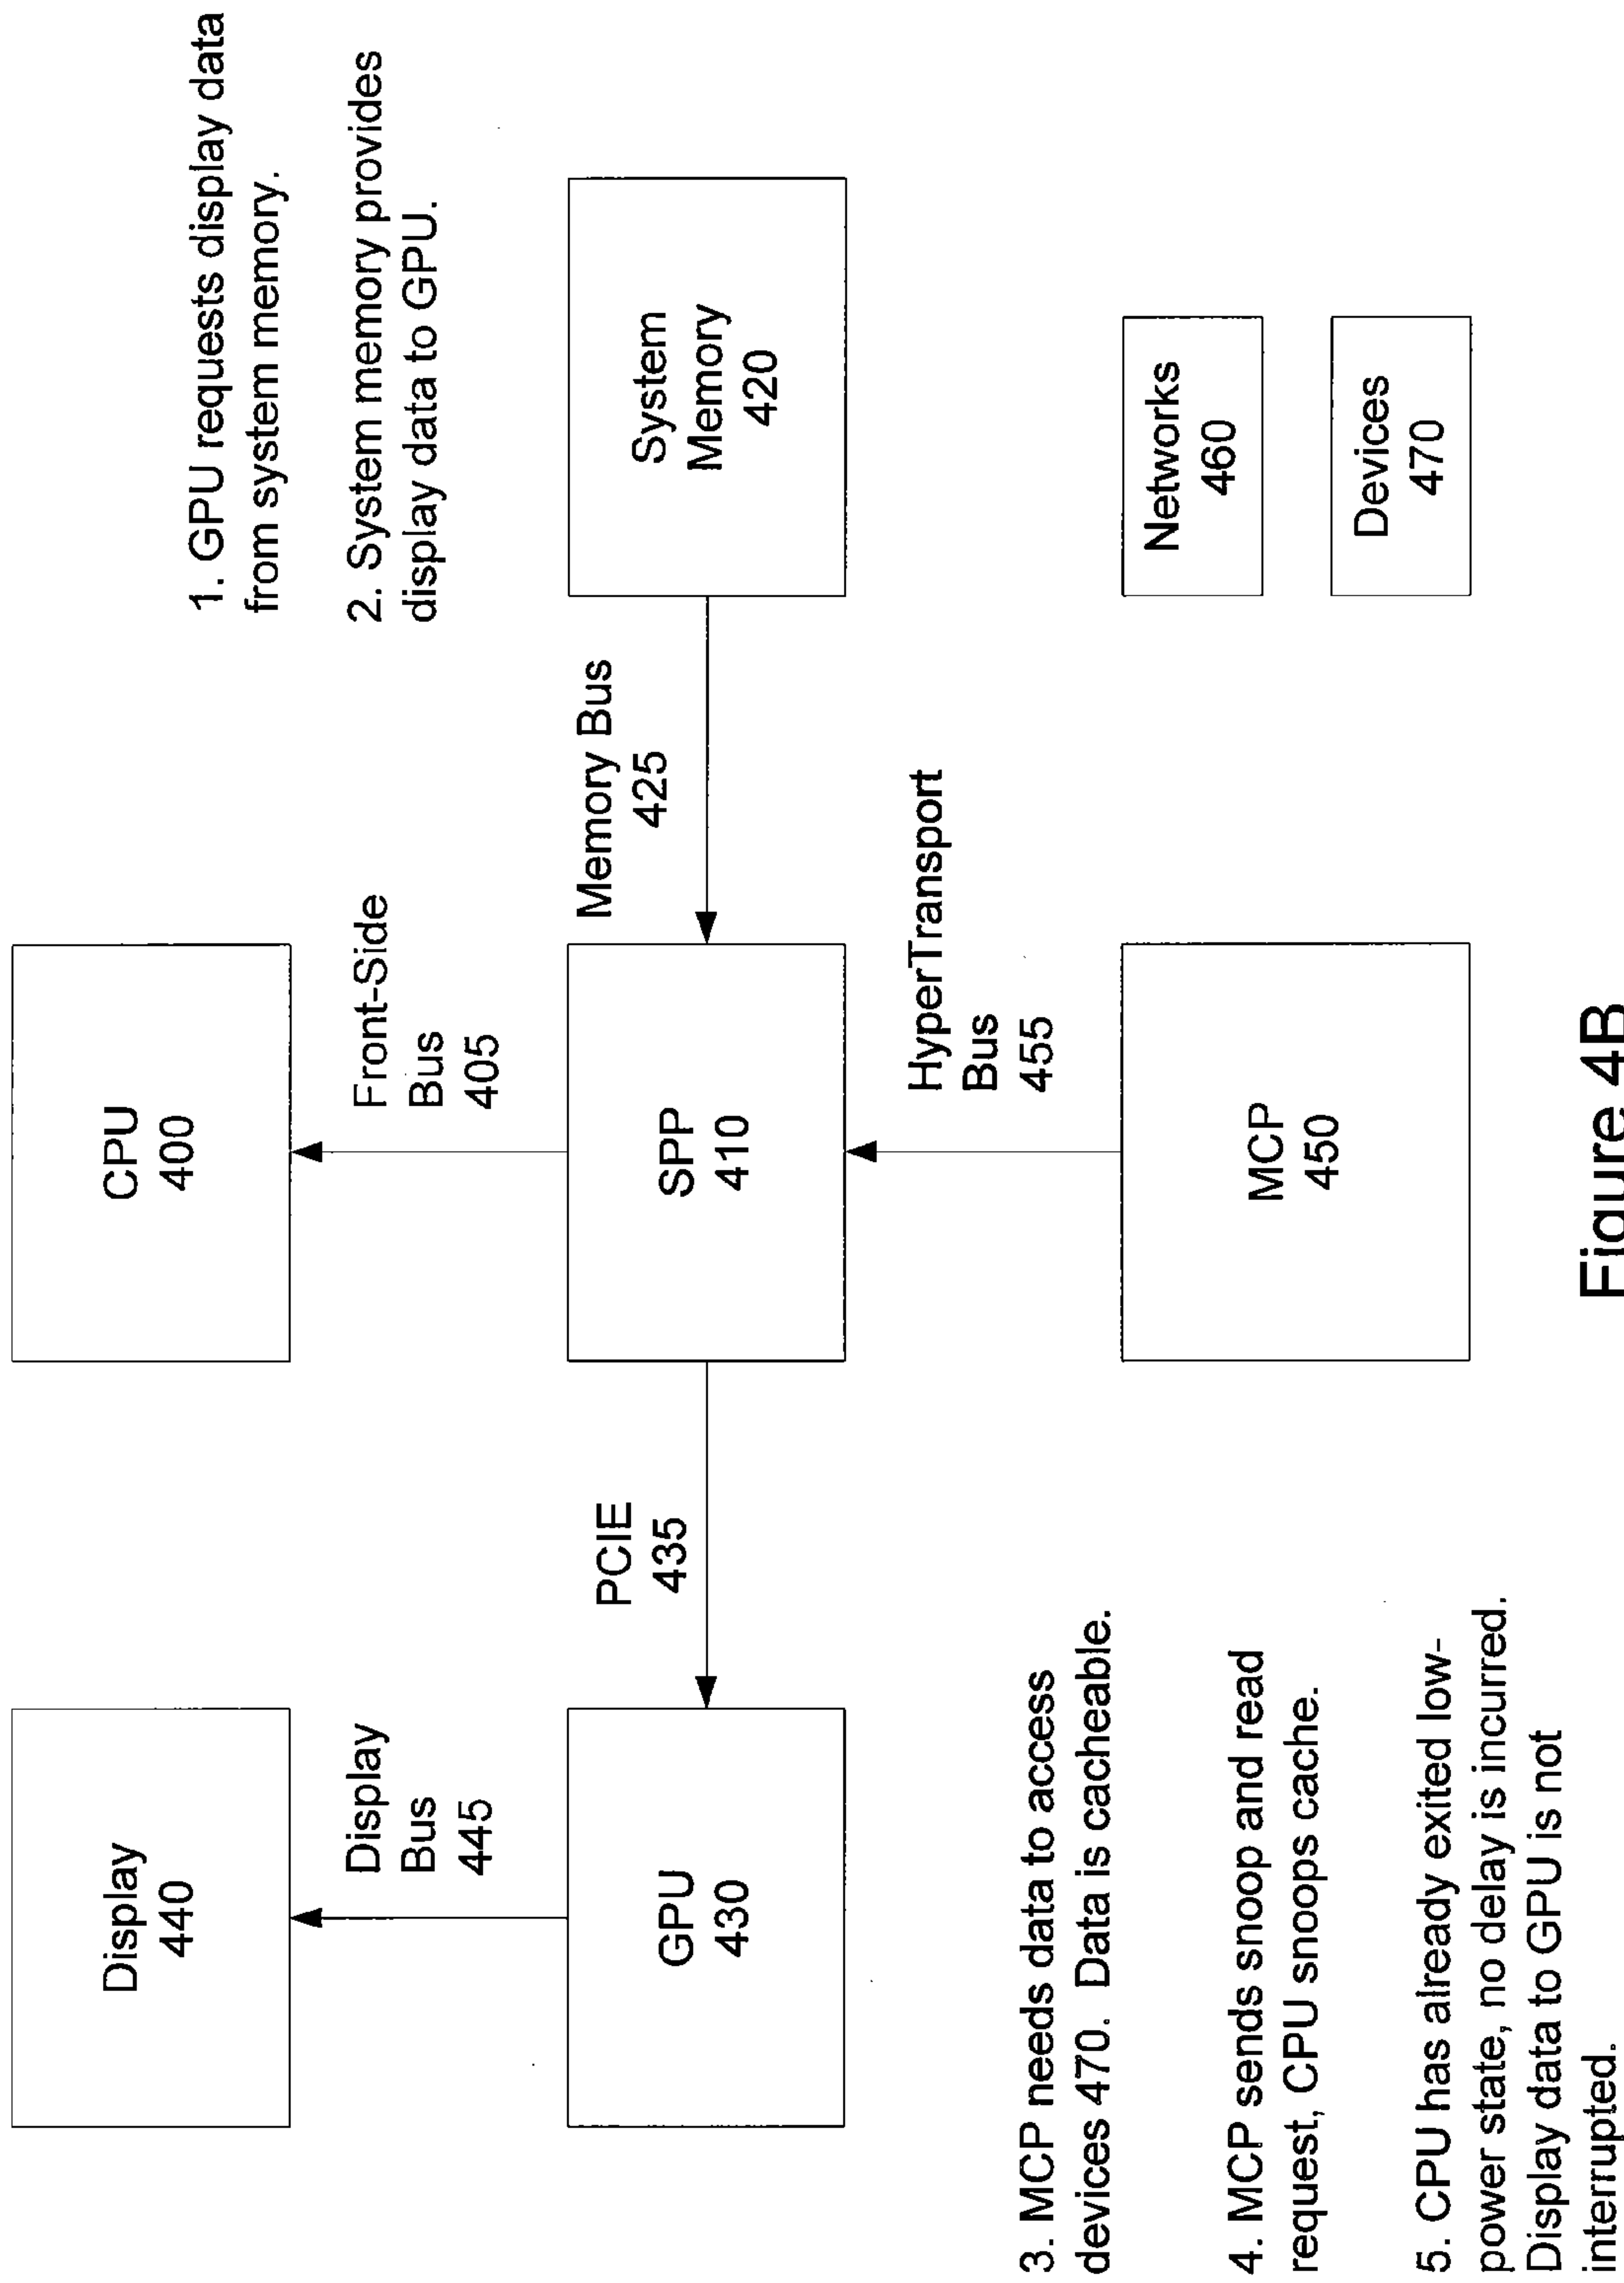 1. GPU requests display data
from system memory.
2. System memory provides
display data to GPU.
Display
440
CPU
400
Display
Bus
445
Front-Side
Bus
405
GPU
430
PCIE
435
SPP
410
Memory Bus
425
System
Memory
420
HyperTransport
Bus
455
3. MCP needs data to access
devices 470. Data is cacheable.
4. MCP sends snoop and read
request, CPU snoops cache.
5. CPU has already exited low-
power state, no delay is incurred.
Display data to GPU is not
interrupted.
MCP
450
Networks
460
Devices
470
Figure 4B